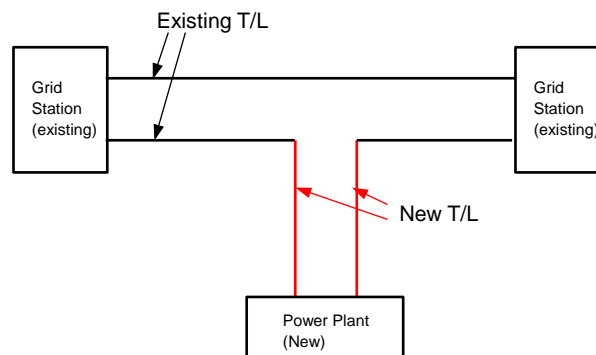 Existing T/L
Grid
Station
(existing)
Grid
Station
(existing)
New T/L
Power Plant
(New)